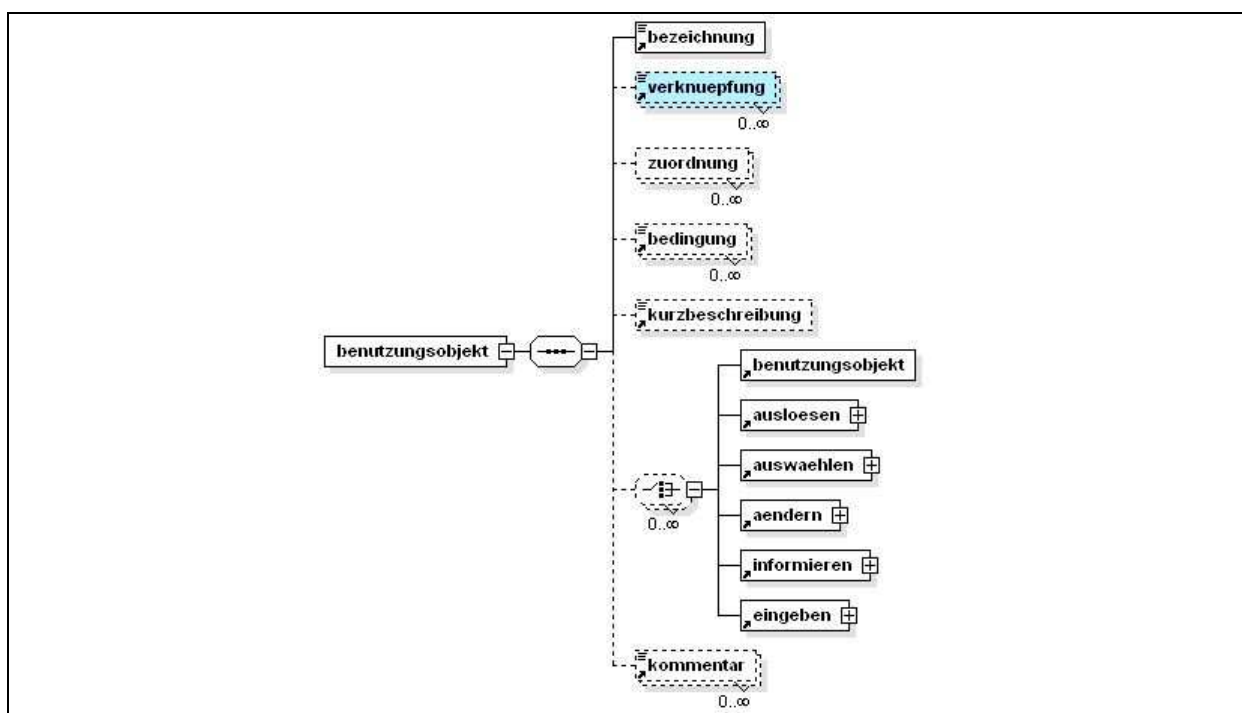 bezeichnung
verknuepfung
0..∞
zuordnung
0..∞
bedingung
0..∞
kurzbeschreibung
benutzungsobjekt
benutzungsobjekt
ausloesen
auswaehlen
0..∞
aendern
informieren
eingeben
kommentar
0..∞